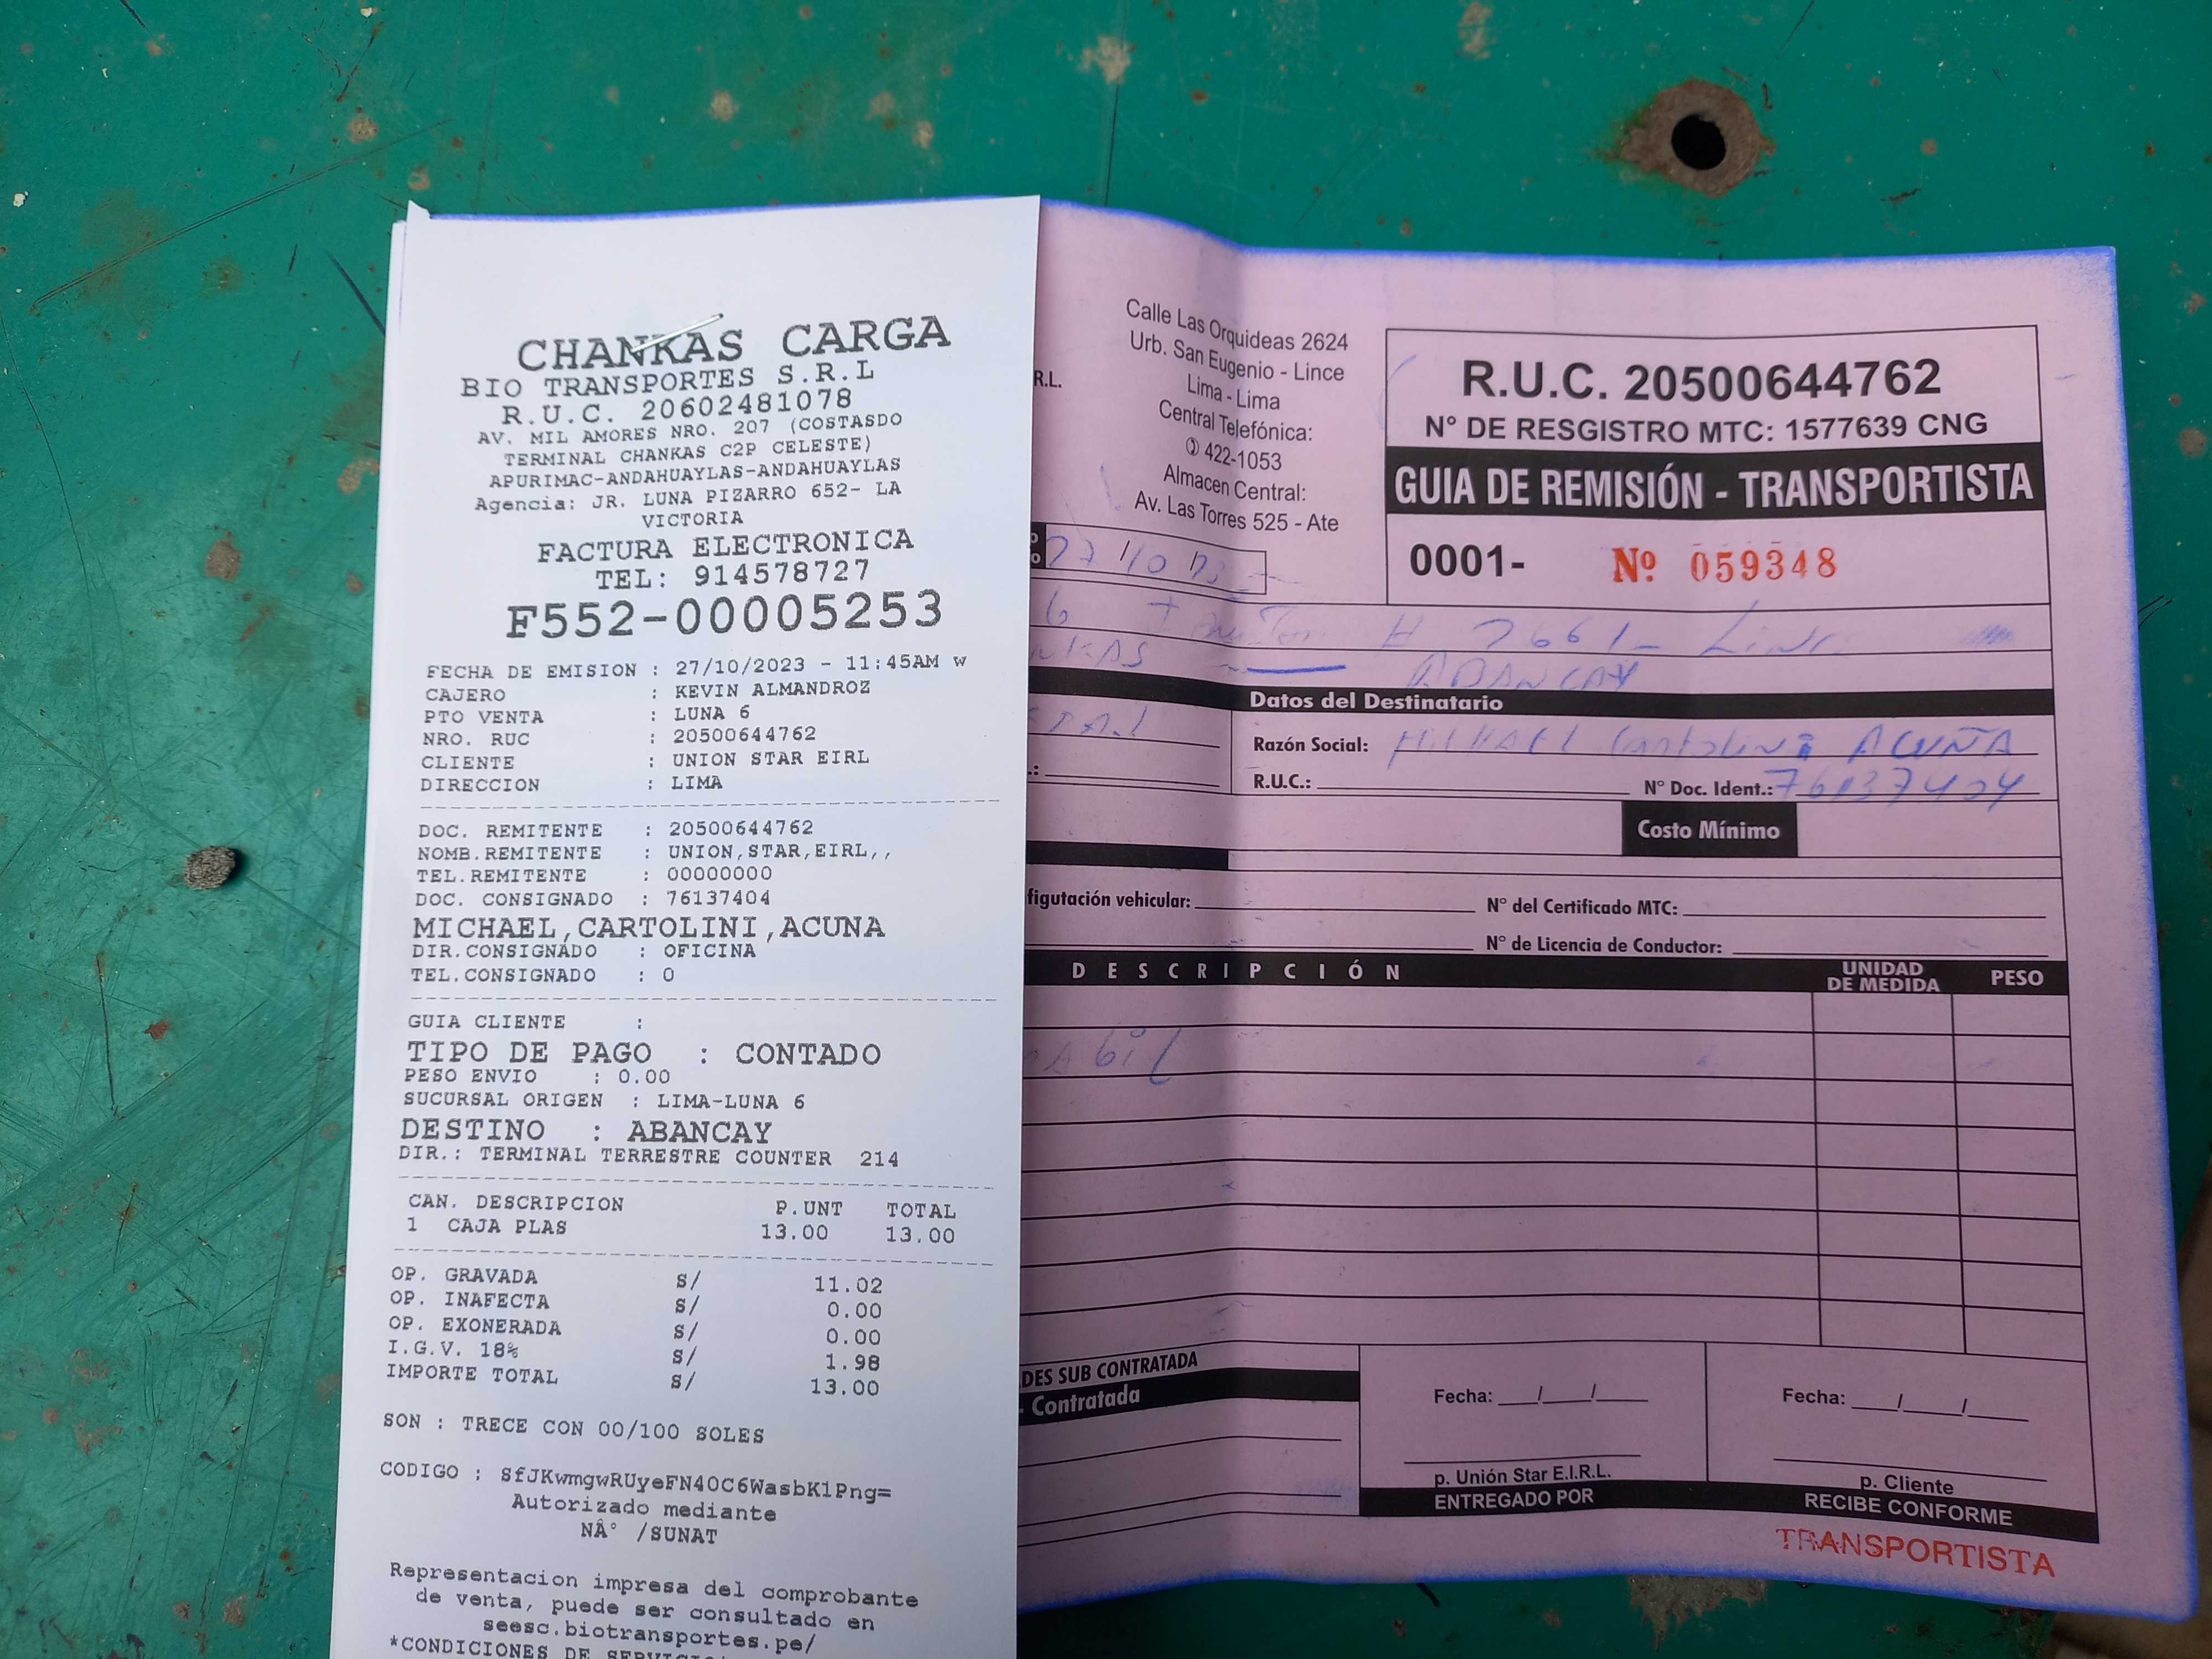 CHANKAS CARGA
BIO TRANSPORTES S.R.L
R.U.C. 20602481078
AV. MIL AMORES NRO. 207 (COSTASDO
TERMINAL CHANKAS C2P CELESTE)
APURIMAC-ANDAHUAYLAS-ANDAHUAYLAS
Agencia: JR. LUNA PIZARRO 652- LA
VICTORIA
FACTURA ELECTRONICA
TEL: 914578727
F552-00005253
FECHA DE EMISION : 27/10/2023 - 11:45AM w
CAJERO : KEVIN ALMANDROZ
PTO VENTA : LUNA 6
NRO. RUC : 20500644762
CLIENTE : UNION STAR EIRL
DIRECCION : LIMA
DOC. REMITENTE : 20500644762
NOMB.REMITENTE : UNION,STAR,EIRL,,
TEL.REMITENTE : 00000000
DOC. CONSIGNADO : 76137404
MICHAEL,CARTOLINI,ACUNA
DIR.CONSIGNADO : OFICINA
TEL.CONSIGNADO : 0
GUIA CLIENTE :
TIPO DE PAGO : CONTADO
PESO ENVIO : 0.00
SUCURSAL ORIGEN : LIMA-LUNA 6
DESTINO : ABANCAY
DIR.: TERMINAL TERRESTRE COUNTER 214
CAN. DESCRIPCION P.UNT TOTAL
1 CAJA PLAS 13.00 13.00
OP. GRAVADA S/ 11.02
OP. INAFECTA S/ 0.00
OP. EXONERADA S/ 0.00
I.G.V. 18% S/ 1.98
IMPORTE TOTAL S/ 13.00
SON : TRECE CON 00/100 SOLES
CODIGO : SfJKwmgwRUyeFN40C6WasbK1Png=
Autorizado mediante
NÂ° /SUNAT
Representacion impresa del comprobante
de venta, puede ser consultado en
seesc.biotransportes.pe/
*CONDICIONES DE
R.L.
Calle Las Orquideas 2624
Urb. San Eugenio - Lince
Lima - Lima
Central Telefónica:
422-1053
Almacen Central:
Av. Las Torres 525 - Ate
R.U.C. 20500644762
N° DE RESGISTRO MTC: 1577639 CNG
GUIA DE REMISIÓN - TRANSPORTISTA
0001- Nº 059348
2661 -
ABANCAY
Datos del Destinatario
Razón Social: MICHAEL Cartolini ACUÑA
R.U.C.: N° Doc. Ident.: 76137404
Costo Mínimo
figutación vehicular: N° del Certificado MTC:
N° de Licencia de Conductor:
DESCRIPCIÓN UNIDAD DE MEDIDA PESO
DES SUB CONTRATADA
- Contratada
Fecha: / /
p. Unión Star E.I.R.L.
ENTREGADO POR
Fecha: / /
p. Cliente
RECIBE CONFORME
TRANSPORTISTA